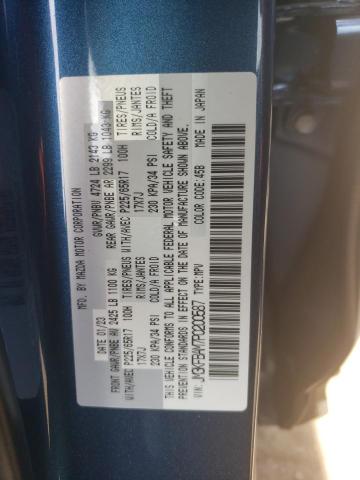 MFD. BY MAZDA MOTOR CORPORATION
DATE: 01/23 GVWR/PNBV 4724 LB 2143 KG
FRONT GAWR/PNBE AV 2425 LB 1100 KG REAR GAWR/PNBE AR 2299 LB 1043 KG
WITH/AVEC P225/65R17 100H TIRES/PNEUS WITH/AVEC P225/65R17 100H TIRES/PNEUS
17X7J RIMS/JANTES 17X7J RIMS/JANTES
230 KPA/34 PSI COLD/A FROID 230 KPA/34 PSI COLD/A FROID
THIS VEHICLE CONFORMS TO ALL APPLICABLE FEDERAL MOTOR VEHICLE SAFETY AND THEFT
PREVENTION STANDARDS IN EFFECT ON THE DATE OF MANUFACTURE SHOWN ABOVE.
TYPE:MPV COLOR CODE:45B MADE IN JAPAN